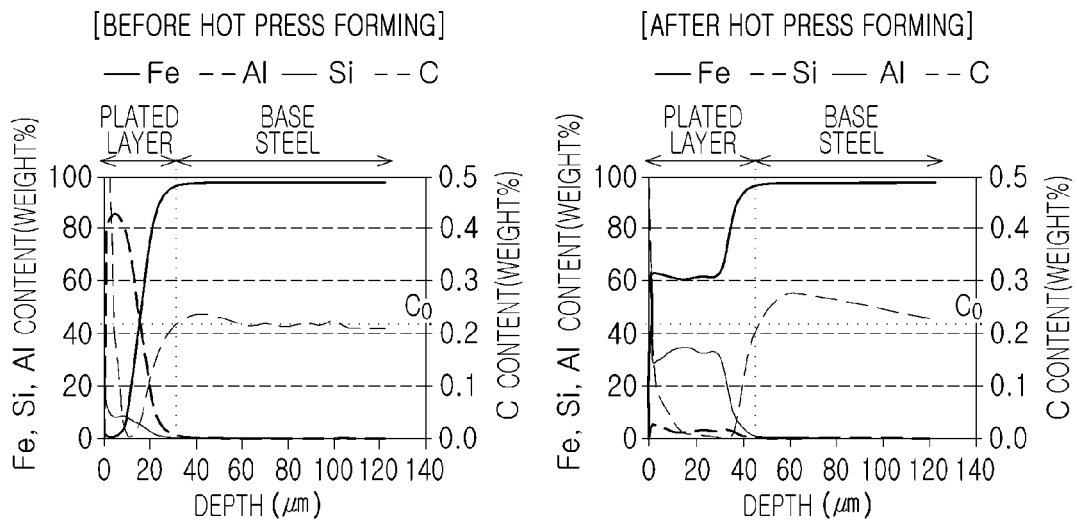 [BEFORE HOT PRESS FORMING]
Fe Al Si C
PLATED LAYER
BASE STEEL
Fe, Si, Al CONTENT(WEIGHT%)
100
80
60
40
20
0
0 20 40 60 80 100 120 140
DEPTH (μm)
0.5
0.4
0.3
0.2
0.1
0.0
C0
C CONTENT(WEIGHT%)
[AFTER HOT PRESS FORMING]
Fe Si Al C
PLATED LAYER
BASE STEEL
Fe, Si, Al CONTENT(WEIGHT%)
100
80
60
40
20
0
0 20 40 60 80 100 120 140
DEPTH (μm)
0.5
0.4
0.3
0.2
0.1
0.0
C0
C CONTENT(WEIGHT%)